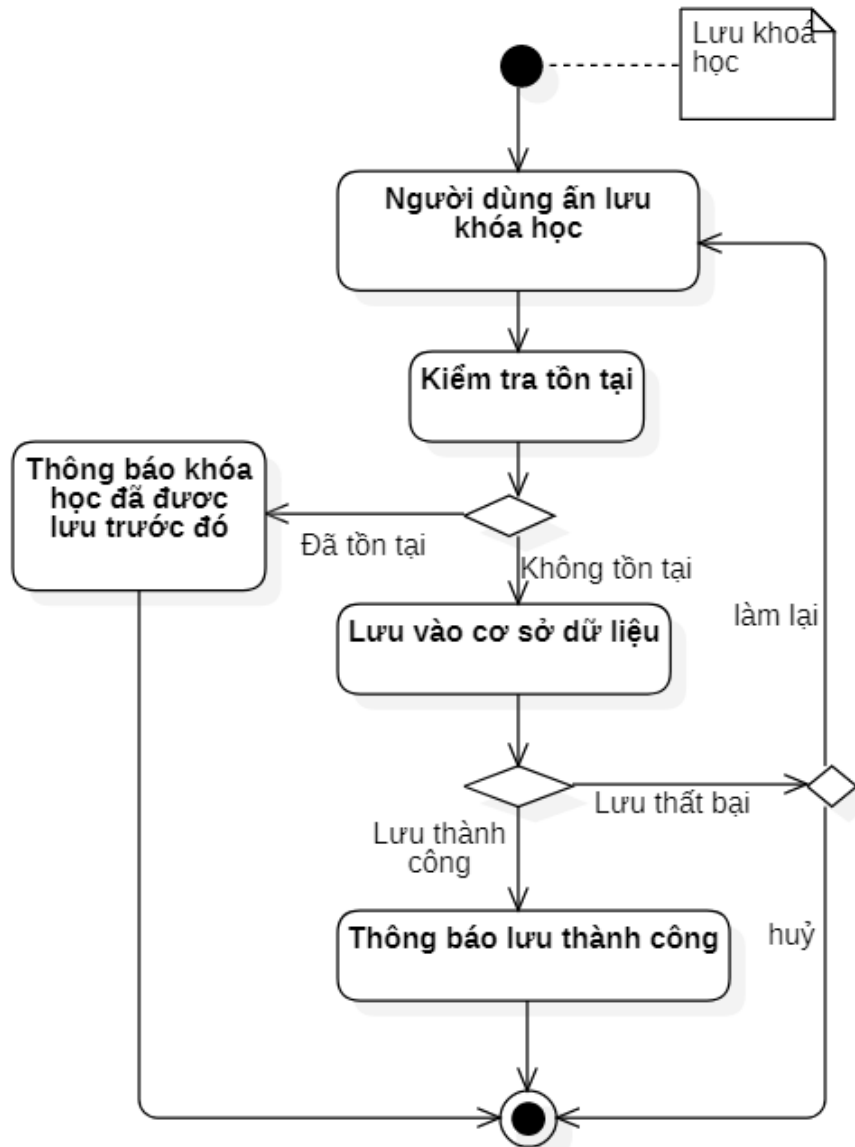 Lưu khoá
học
Người dùng ấn lưu
khóa học
Kiểm tra tồn tại
Thông báo khóa
học đã đươc
lưu trước đó
Đã tồn tại
Không tồn tại
Lưu vào cơ sở dữ liệu
làm lại
Lưu thất bại
Lưu thành
công
Thông báo lưu thành công
huỷ